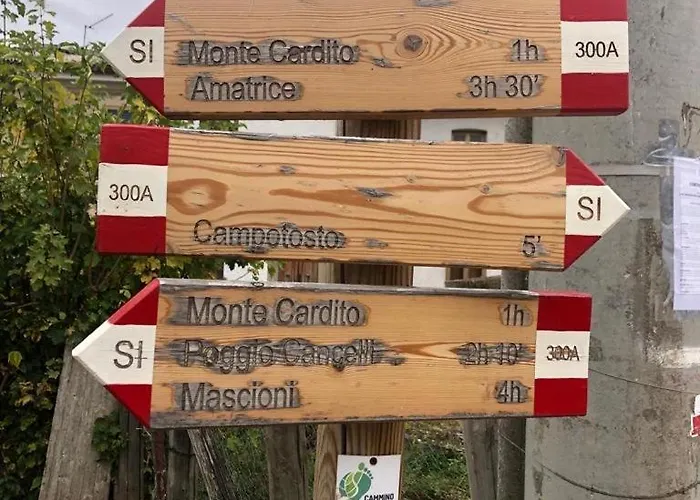 SI Monte Cardito 1h 300A
Amatrice 3h 30'
300A Campotosto 5' SI
SI Monte Cardito 1h 300A
Poggio Cancelli 2h 10'
Mascioni 4h
CAMMINO